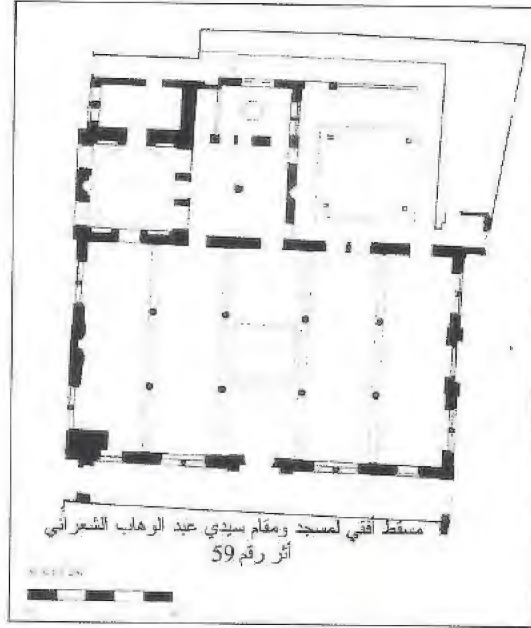 مسقط أفقي لمسجد ومقام سيدي عبد الوهاب الشعراني
أثر رقم 59